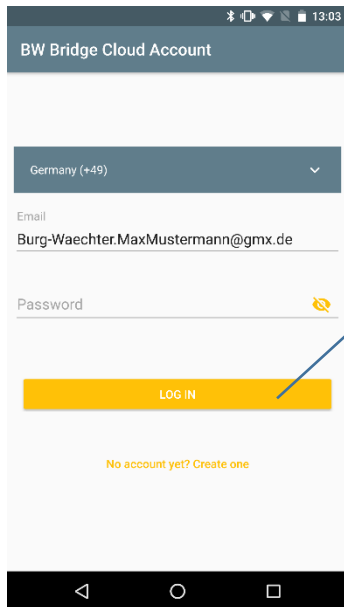 13:03
BW Bridge Cloud Account
Germany (+49)
Email
Burg-Waechter.MaxMustermann@gmx.de
Password
LOG IN
No account yet? Create one